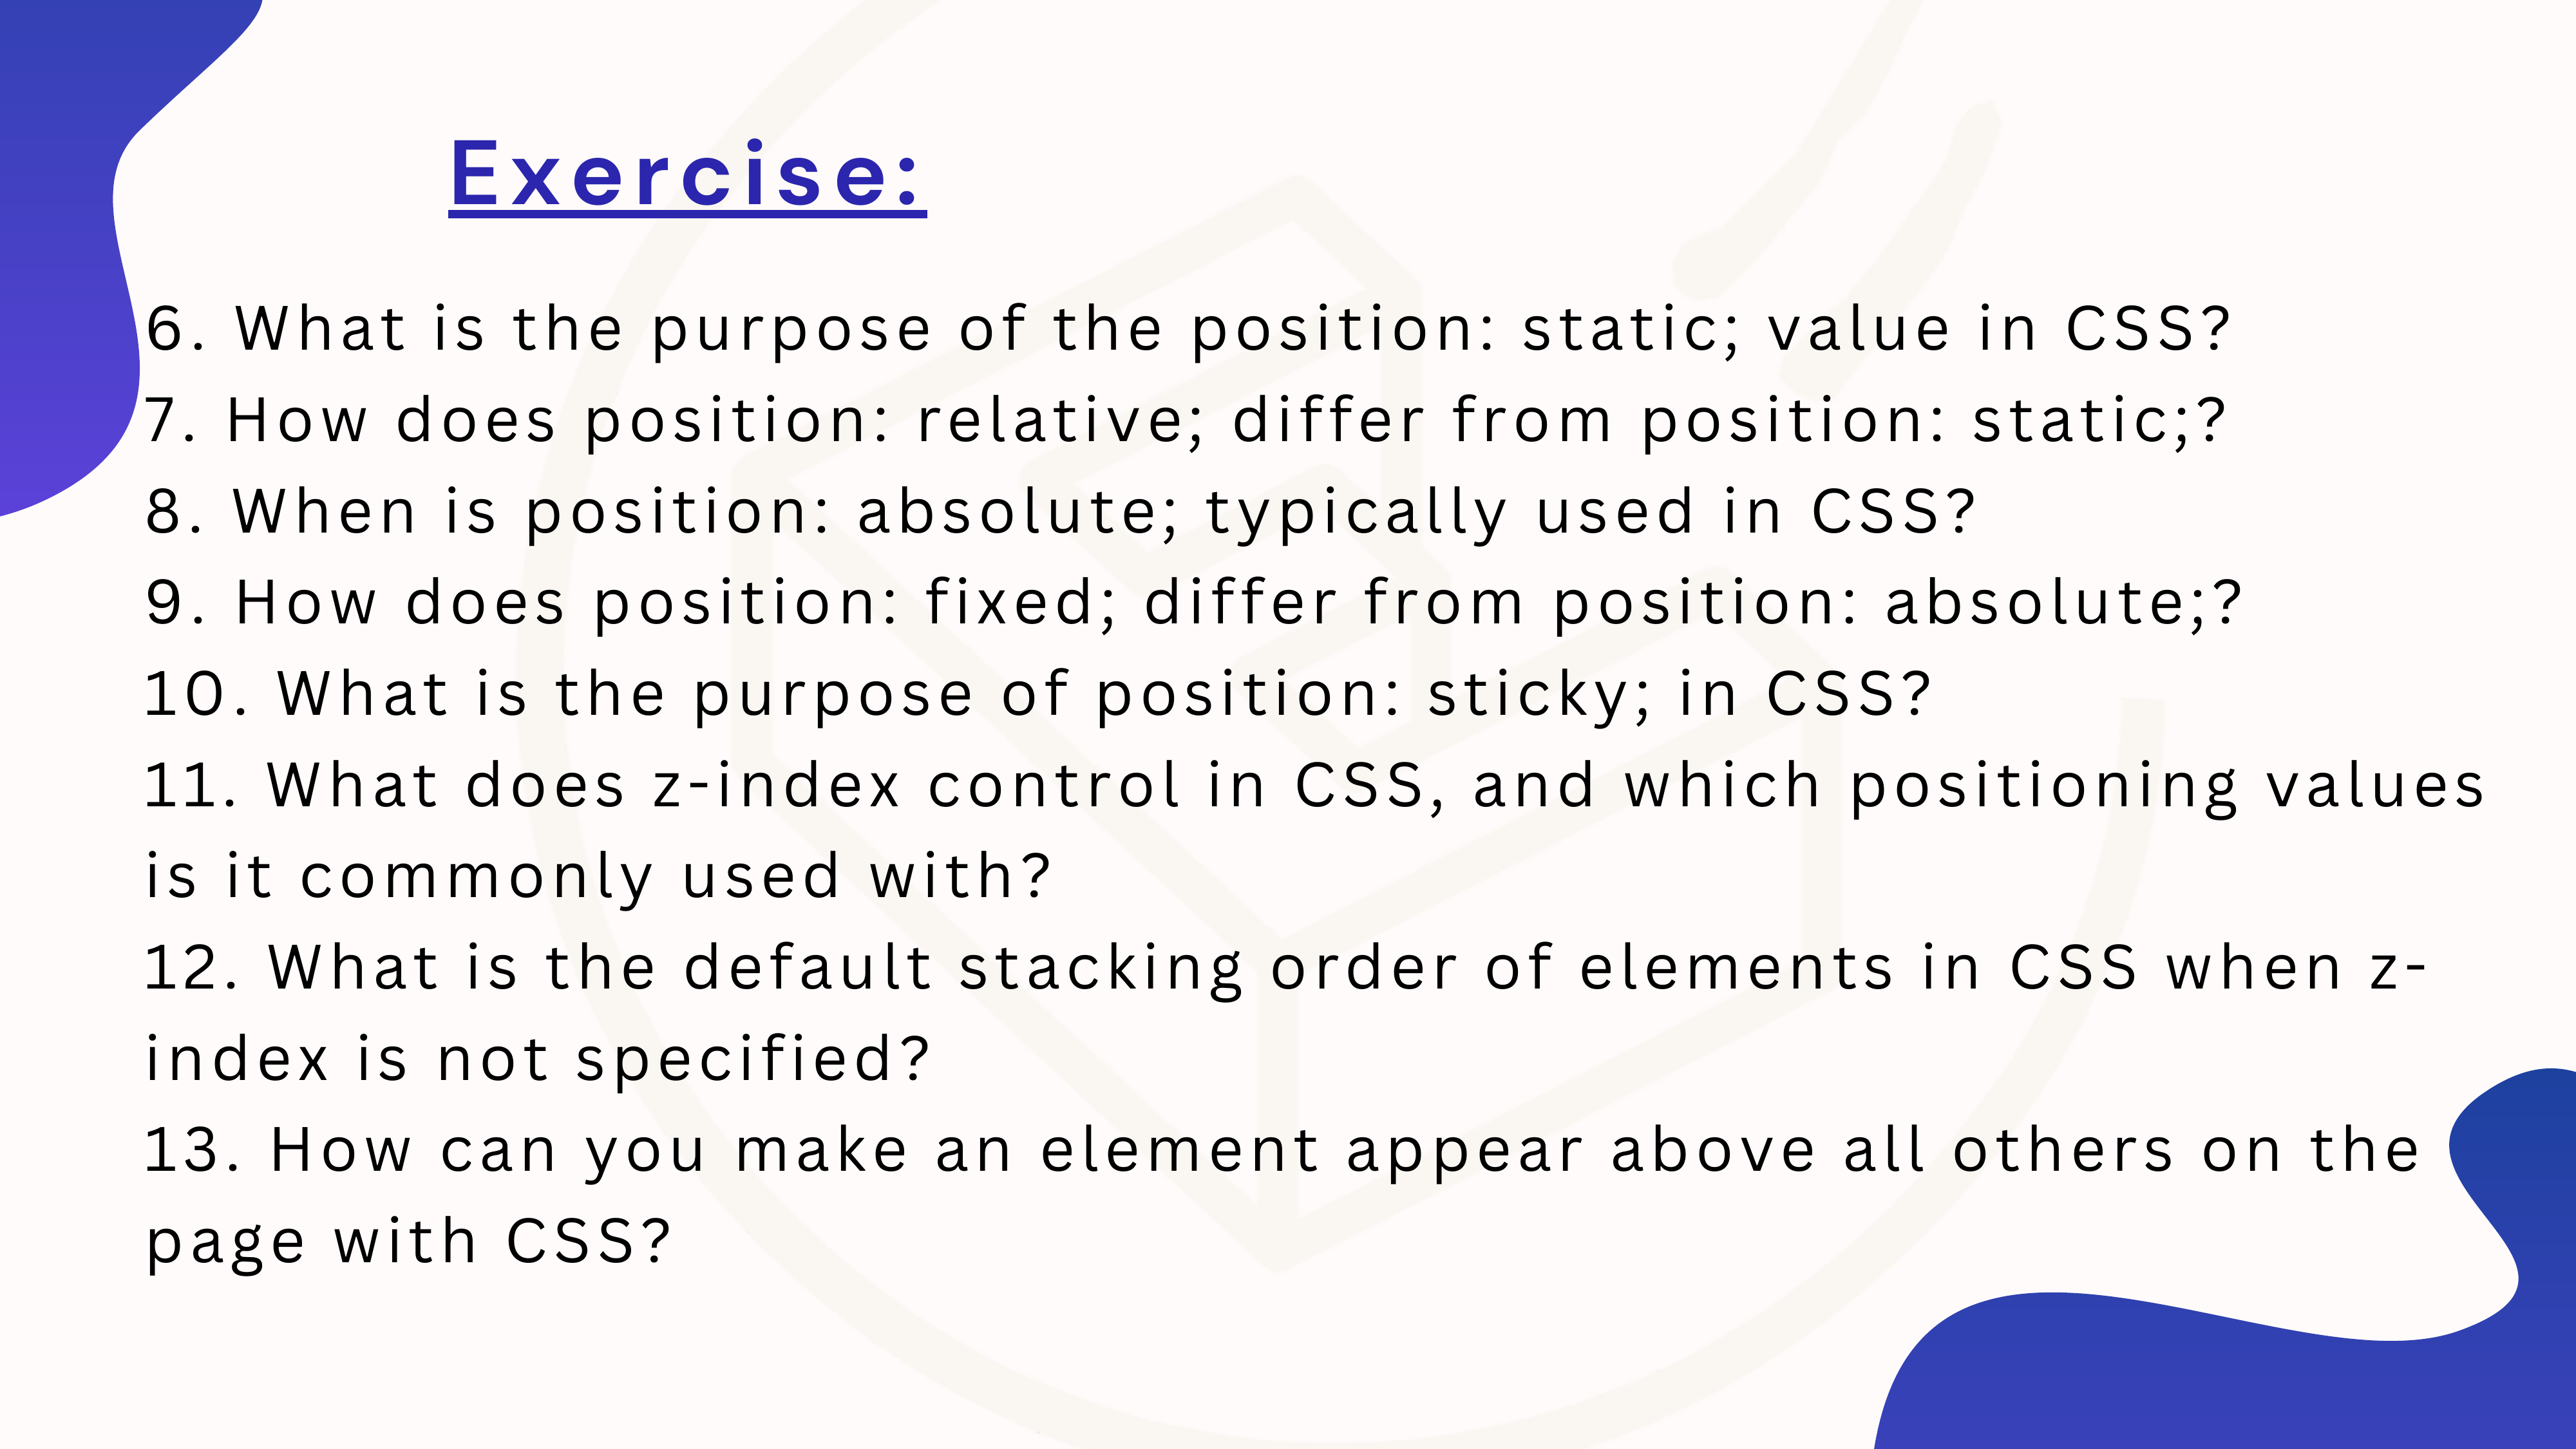 Exercise:
6. What is the purpose of the position: static; value in CSS?
7. How does position: relative; differ from position: static;?
8. When is position: absolute; typically used in CSS?
9. How does position: fixed; differ from position: absolute;?
10. What is the purpose of position: sticky; in CSS?
11. What does z-index control in CSS, and which positioning values
is it commonly used with?
12. What is the default stacking order of elements in CSS when z-
index is not specified?
13. How can you make an element appear above all others on the
page with CSS?